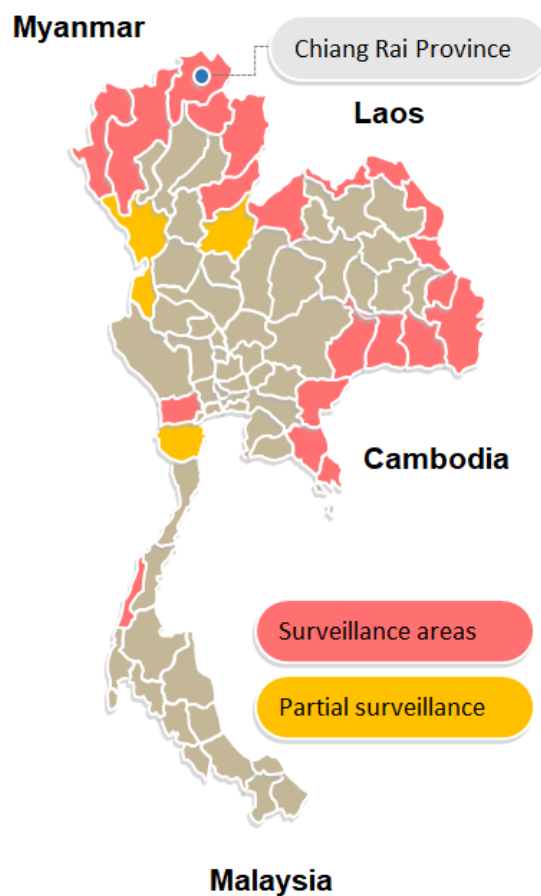 Myanmar
Chiang Rai Province
Laos
Cambodia
Surveillance areas
Partial surveillance
Malaysia